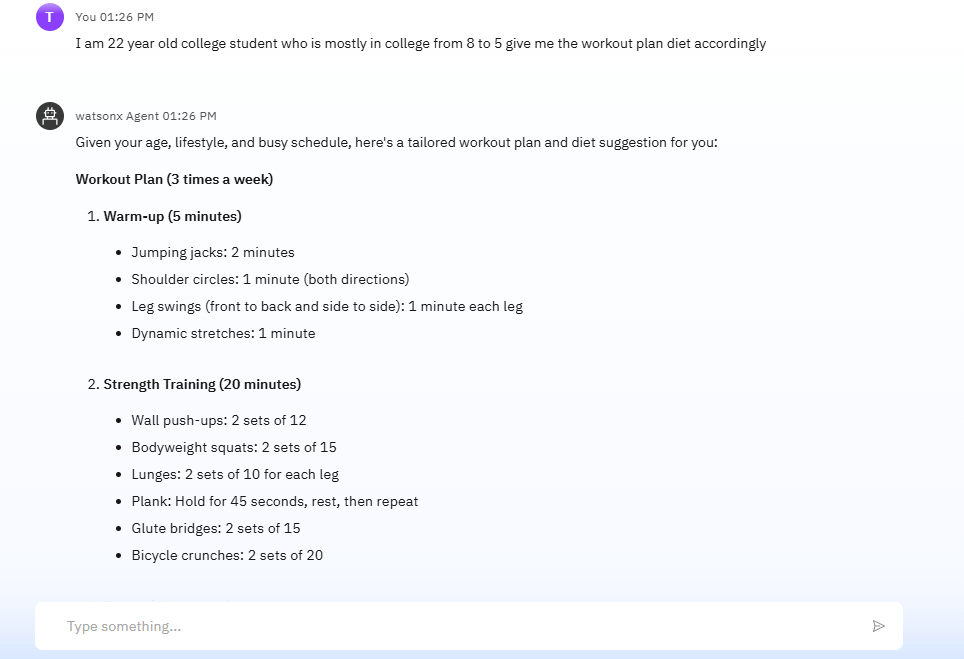 T
You 01:26 PM
I am 22 year old college student who is mostly in college from 8 to 5 give me the workout plan diet accordingly
watsonx Agent 01:26 PM
Given your age, lifestyle, and busy schedule, here's a tailored workout plan and diet suggestion for you:
Workout Plan (3 times a week)
1. Warm-up (5 minutes)
• Jumping jacks: 2 minutes
• Shoulder circles: 1 minute (both directions)
• Leg swings (front to back and side to side): 1 minute each leg
• Dynamic stretches: 1 minute
2. Strength Training (20 minutes)
• Wall push-ups: 2 sets of 12
• Bodyweight squats: 2 sets of 15
• Lunges: 2 sets of 10 for each leg
• Plank: Hold for 45 seconds, rest, then repeat
• Glute bridges: 2 sets of 15
• Bicycle crunches: 2 sets of 20
Type something...